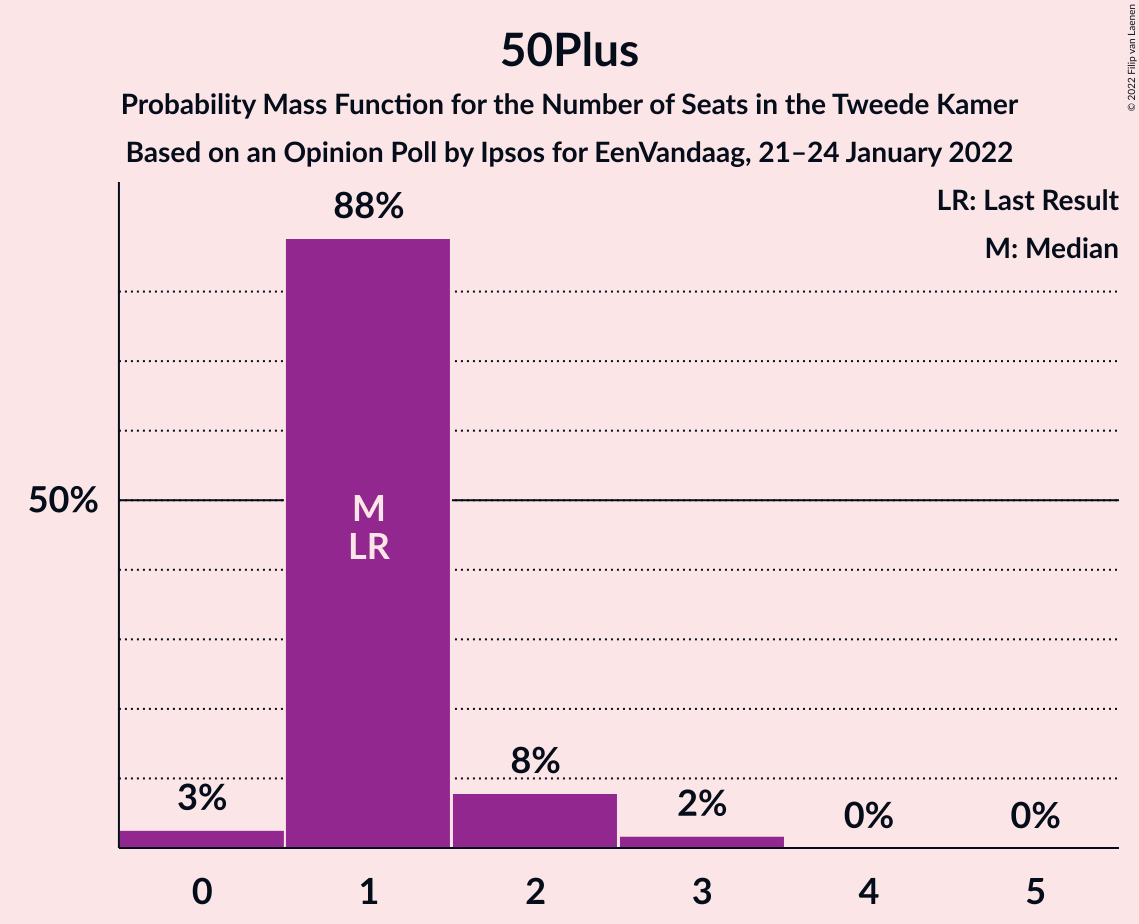 50Plus
Probability Mass Function for the Number of Seats in the Tweede Kamer
Based on an Opinion Poll by Ipsos for EenVandaag, 21–24 January 2022
© 2022 Filip van Laenen
LR: Last Result
M: Median
88%
50%
M
LR
3%
8%
2%
0%
0%
0
1
2
3
4
5